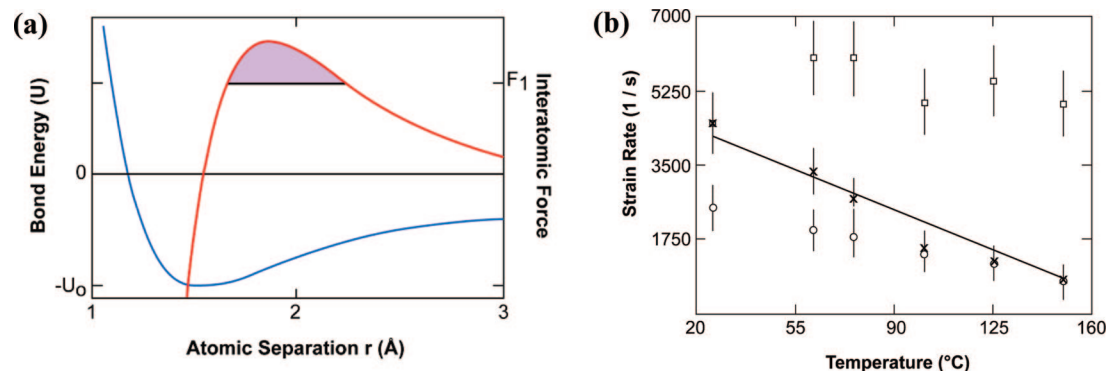 (a)
Bond Energy (U)
0
-Uo
F1
Interatomic Force
1
2
3
Atomic Separation r (Å)
(b)
Strain Rate (1 / s)
7000
5250
3500
1750
20
55
90
125
160
Temperature (°C)